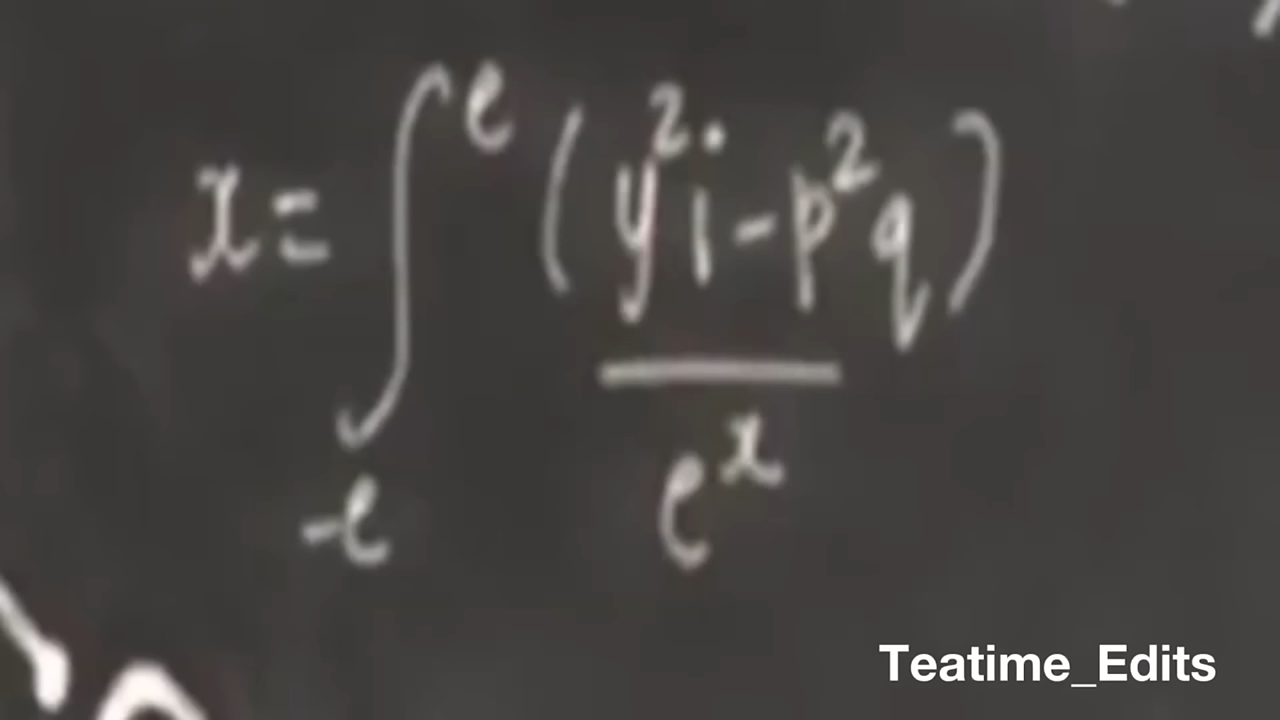 x = ∫_{-e}^{e} (y²i - p²q)
e^x
Teatime_Edits